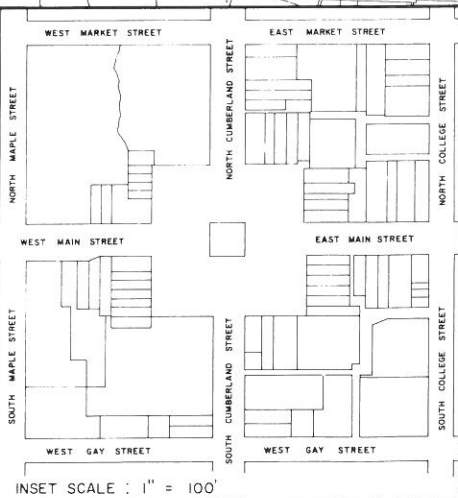 WEST MARKET STREET
EAST MARKET STREET
NORTH MAPLE STREET
NORTH CUMBERLAND STREET
NORTH COLLEGE STREET
WEST MAIN STREET
EAST MAIN STREET
SOUTH MAPLE STREET
SOUTH CUMBERLAND STREET
SOUTH COLLEGE STREET
WEST GAY STREET
WEST GAY STREET
INSET SCALE : 1" = 100'